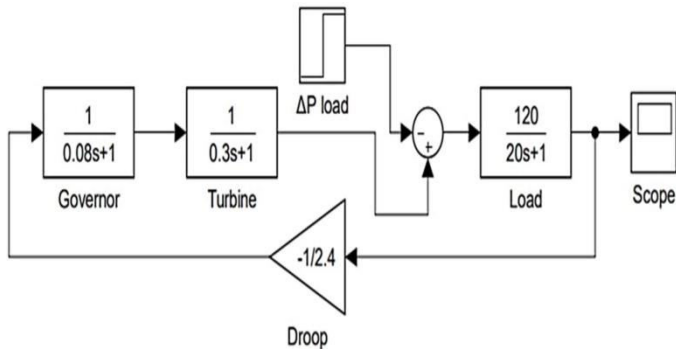 ΔP load
1
0.08s+1
Governor
1
0.3s+1
Turbine
-
+
120
20s+1
Load
Scope
-1/2.4
Droop